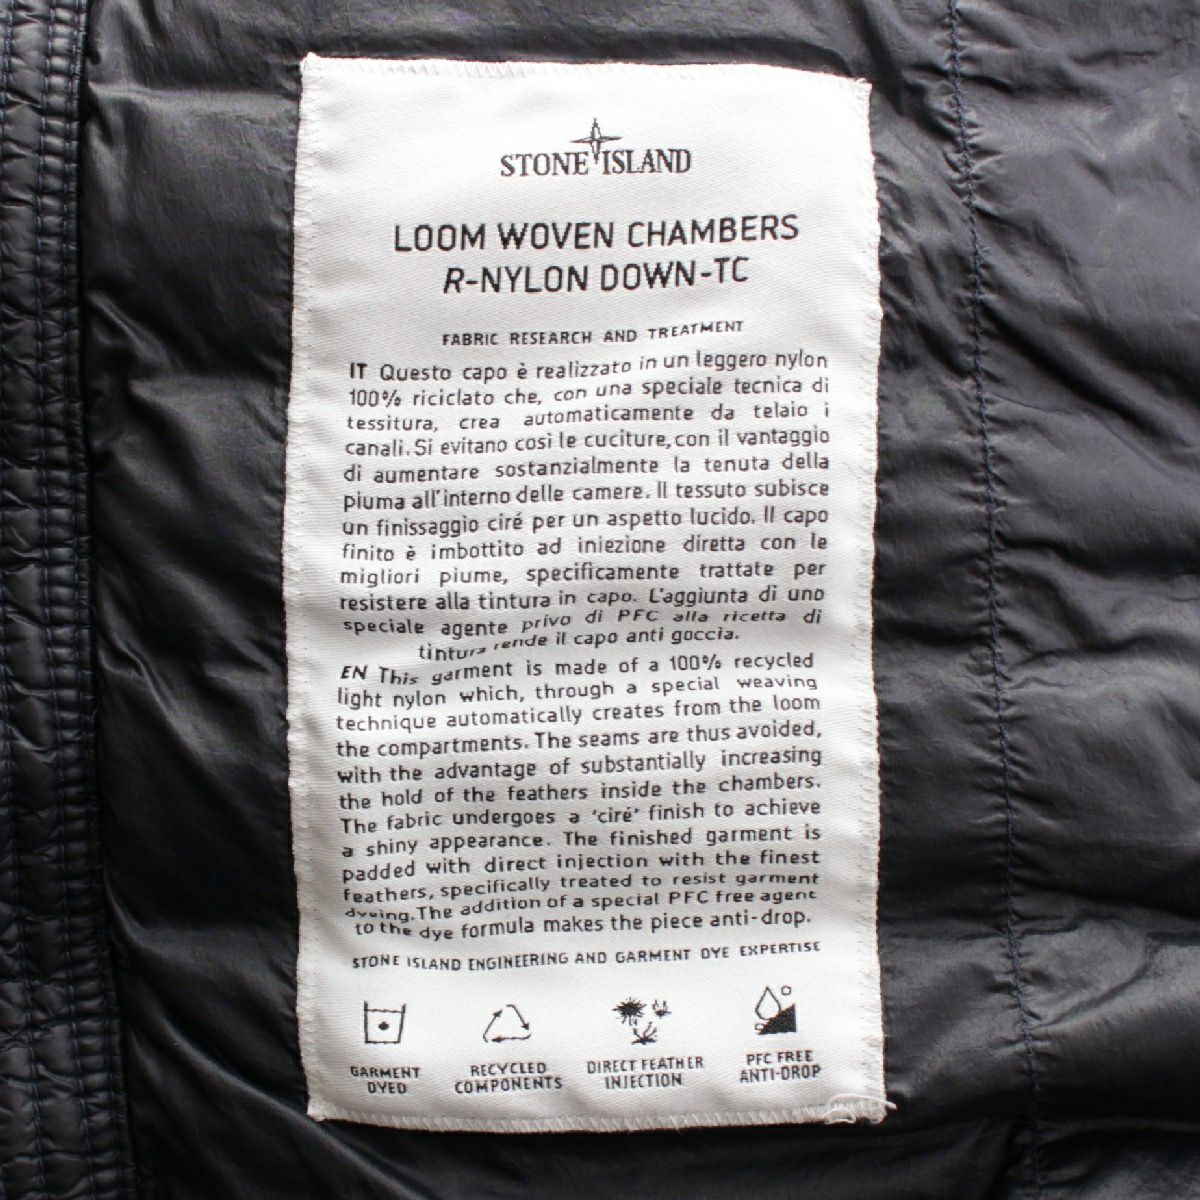 STONE ISLAND
LOOM WOVEN CHAMBERS
R-NYLON DOWN-TC
FABRIC RESEARCH AND TREATMENT
IT Questo capo è realizzato in un leggero nylon
100% riciclato che, con una speciale tecnica di
tessitura, crea automaticamente da telaio i
canali. Si evitano così le cuciture, con il vantaggio
di aumentare sostanzialmente la tenuta della
piuma all'interno delle camere. Il tessuto subisce
un finissaggio ciré per un aspetto lucido. Il capo
finito è imbottito ad iniezione diretta con le
migliori piume, specificamente trattate per
resistere alla tintura in capo. L'aggiunta di uno
speciale agente privo di PFC alla ricetta di
tintura rende il capo anti goccia.
EN This garment is made of a 100% recycled
light nylon which, through a special weaving
technique automatically creates from the loom
the compartments. The seams are thus avoided,
with the advantage of substantially increasing
the hold of the feathers inside the chambers.
The fabric undergoes a 'ciré' finish to achieve
a shiny appearance. The finished garment is
padded with direct injection with the finest
feathers, specifically treated to resist garment
dyeing. The addition of a special PFC free agent
to the dye formula makes the piece anti-drop.
STONE ISLAND ENGINEERING AND GARMENT DYE EXPERTISE
GARMENT
DYED
RECYCLED
COMPONENTS
DIRECT FEATHER
INJECTION
PFC FREE
ANTI-DROP